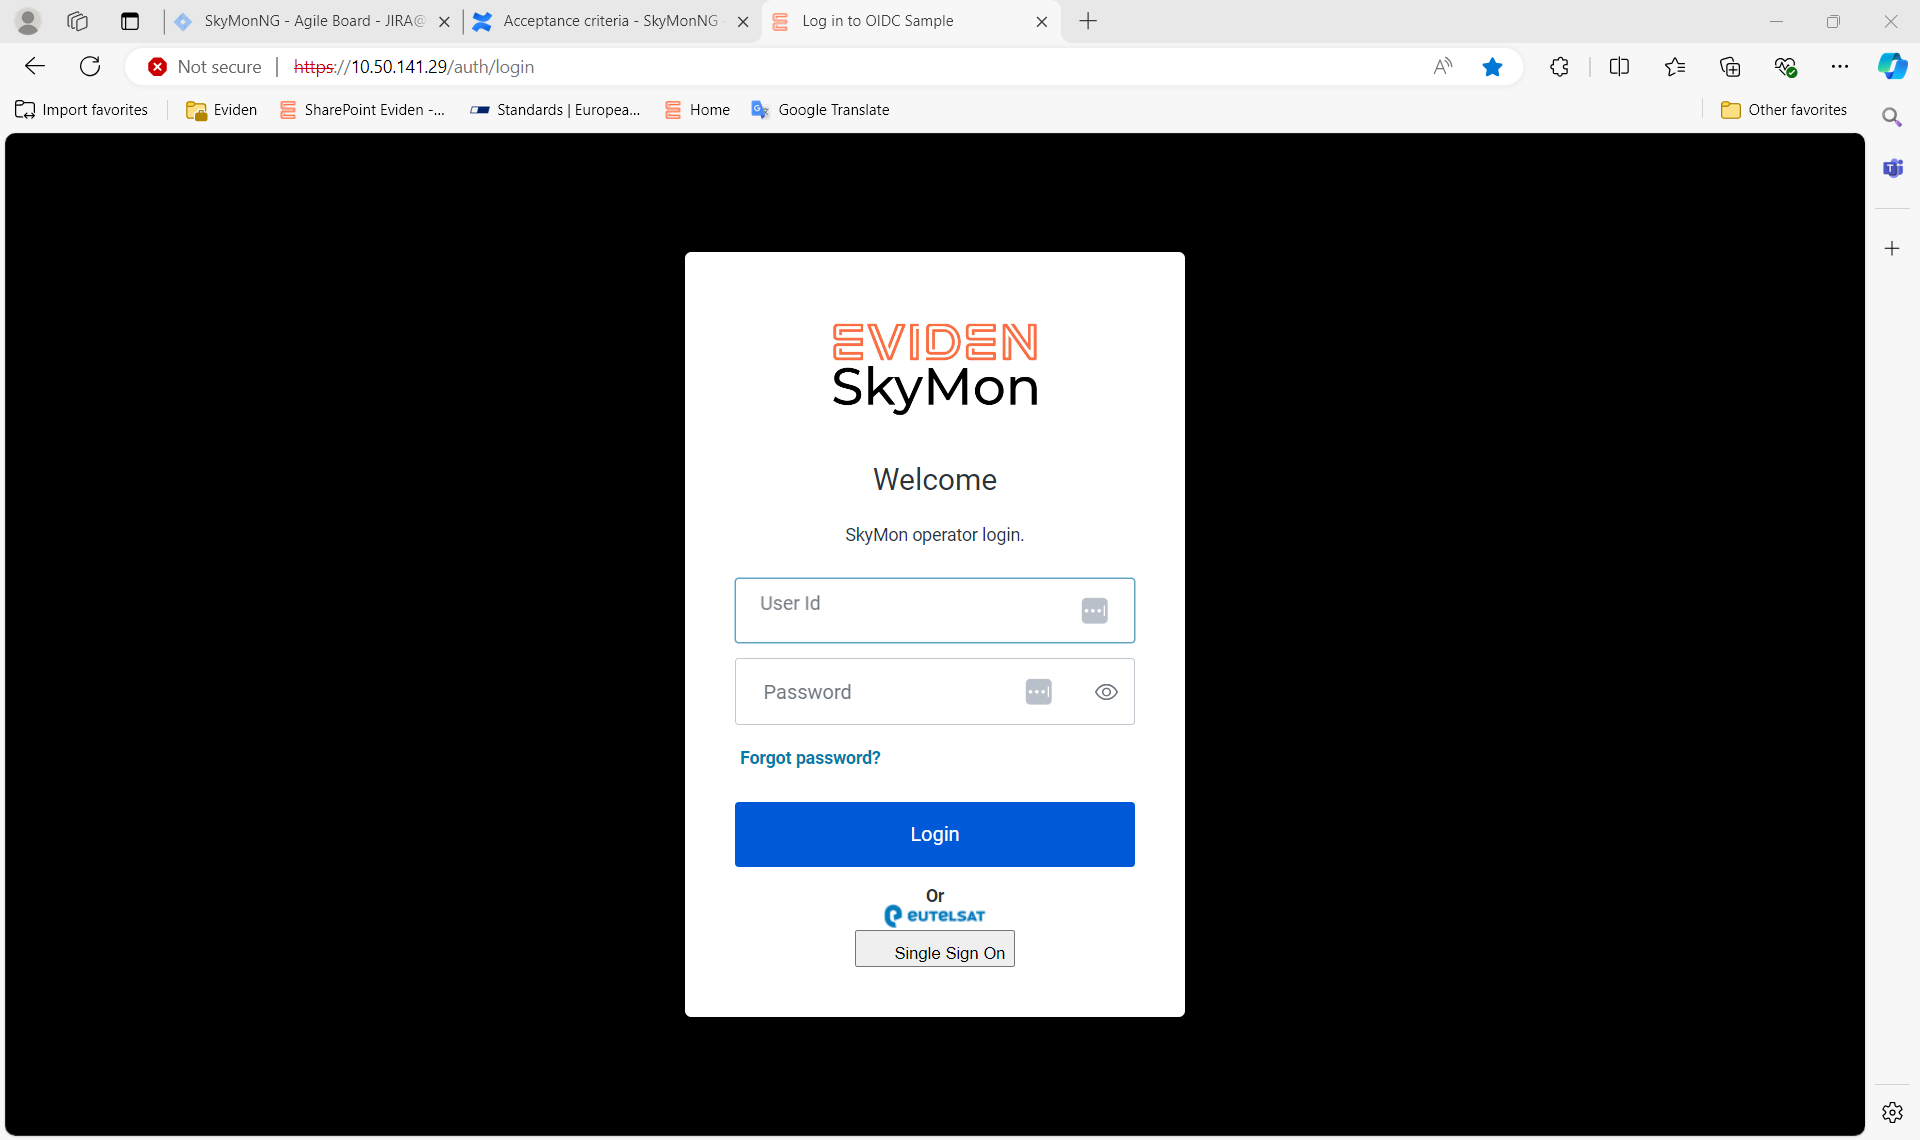 SkyMonNG - Agile Board - JIRA@
Acceptance criteria - SkyMonNG -
Log in to OIDC Sample
Not secure
https://10.50.141.29/auth/login
Import favorites
Eviden
SharePoint Eviden -...
Standards | Europea...
Home
Google Translate
Other favorites
EVIDEN
SkyMon
Welcome
SkyMon operator login.
User Id
Password
Forgot password?
Login
Or
eutelsat
Single Sign On